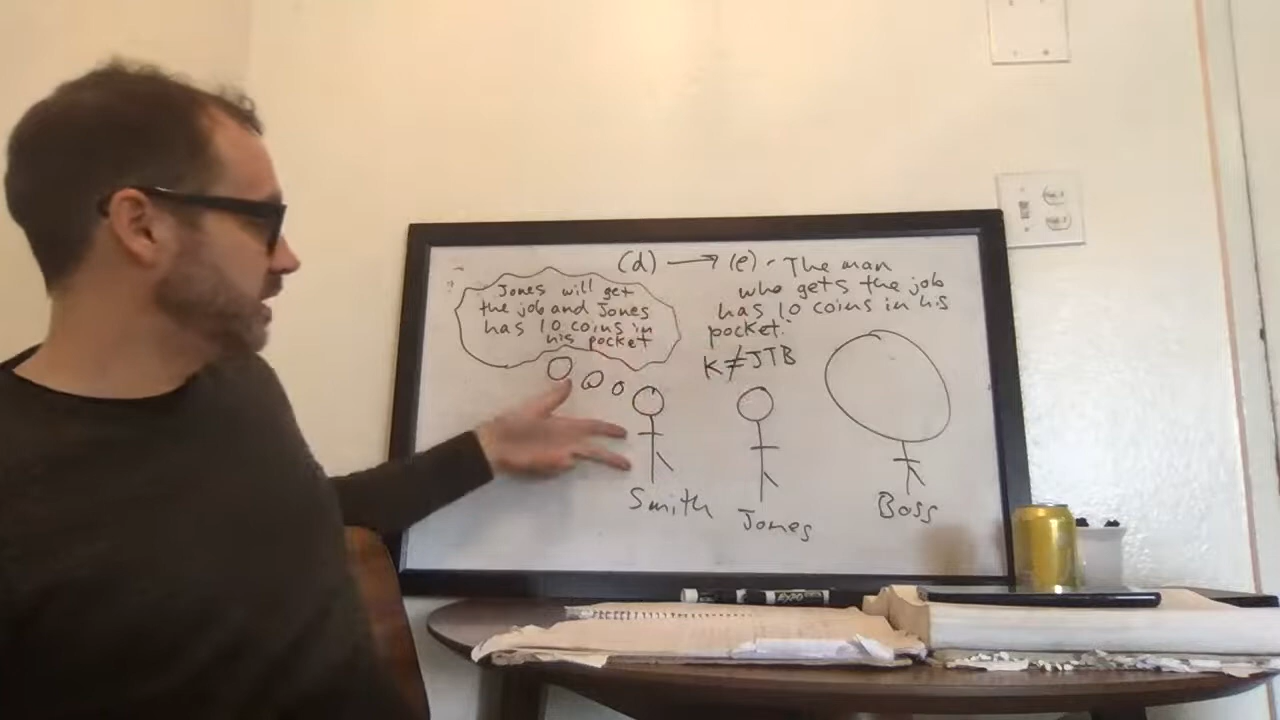 (d) → (e) - The man
who gets the job
has 10 coins in his
pocket.
Jones will get
the job and Jones
has 10 coins in
his pocket
K≠JTB
Smith
Jones
Boss
EXPO